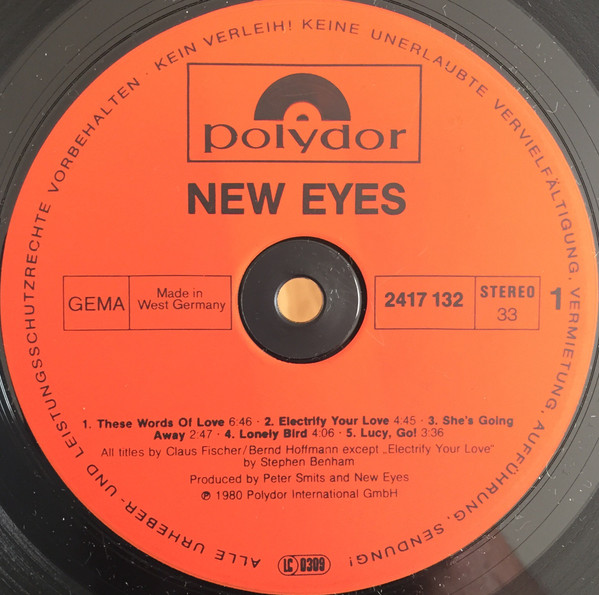 ALLE URHEBER- UND LEISTUNGSSCHUTZRECHTE VORBEHALTEN · KEIN VERLEIH! KEINE UNERLAUBTE VERVIELFÄLTIGUNG, VERMIETUNG, AUFFÜHRUNG, SENDUNG!
polydor
NEW EYES
GEMA
Made in
West Germany
2417 132
STEREO
33
1
1. These Words Of Love 6:46 · 2. Electrify Your Love 4:45 · 3. She's Going
Away 2:47 · 4. Lonely Bird 4:06 · 5. Lucy, Go! 3:36
All titles by Claus Fischer/Bernd Hoffmann except „Electrify Your Love"
by Stephen Benham
Produced by Peter Smits and New Eyes
℗ 1980 Polydor International GmbH
LC 0309